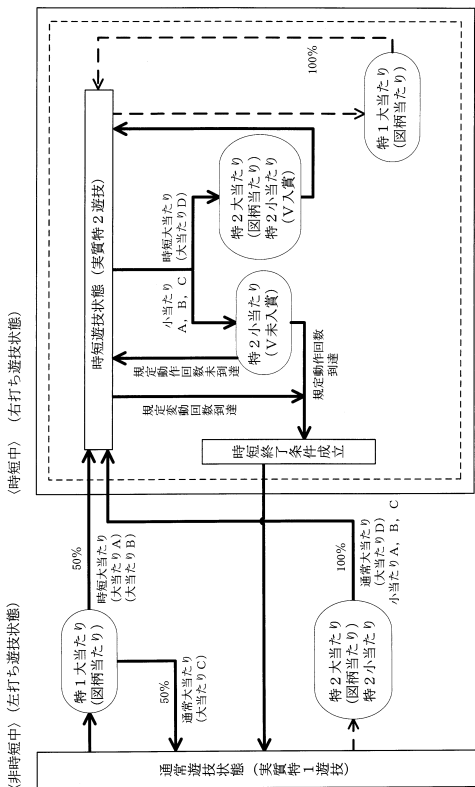 〈非時短中〉(左打ち遊技状態)
〈時短中〉(右打ち遊技状態)
通常遊技状態(実質特1遊技)
特1大当たり
(図柄当たり)
50%
時短大当たり
(大当たりA)
(大当たりB)
50%
通常大当たり
(大当たりC)
特2大当たり
(図柄当たり)
特2小当たり
100%
通常大当たり
(大当たりD)
小当たりA、B、C
時短遊技状態(実質特2遊技)
規定変動回数到達
規定動作回数未到達
小当たり
A、B、C
時短大当たり
(大当たりD)
特2小当たり
(V未入賞)
特2大当たり
(図柄当たり)
特2小当たり
(V入賞)
規定動作回数
到達
時短終了条件成立
特1大当たり
(図柄当たり)
100%